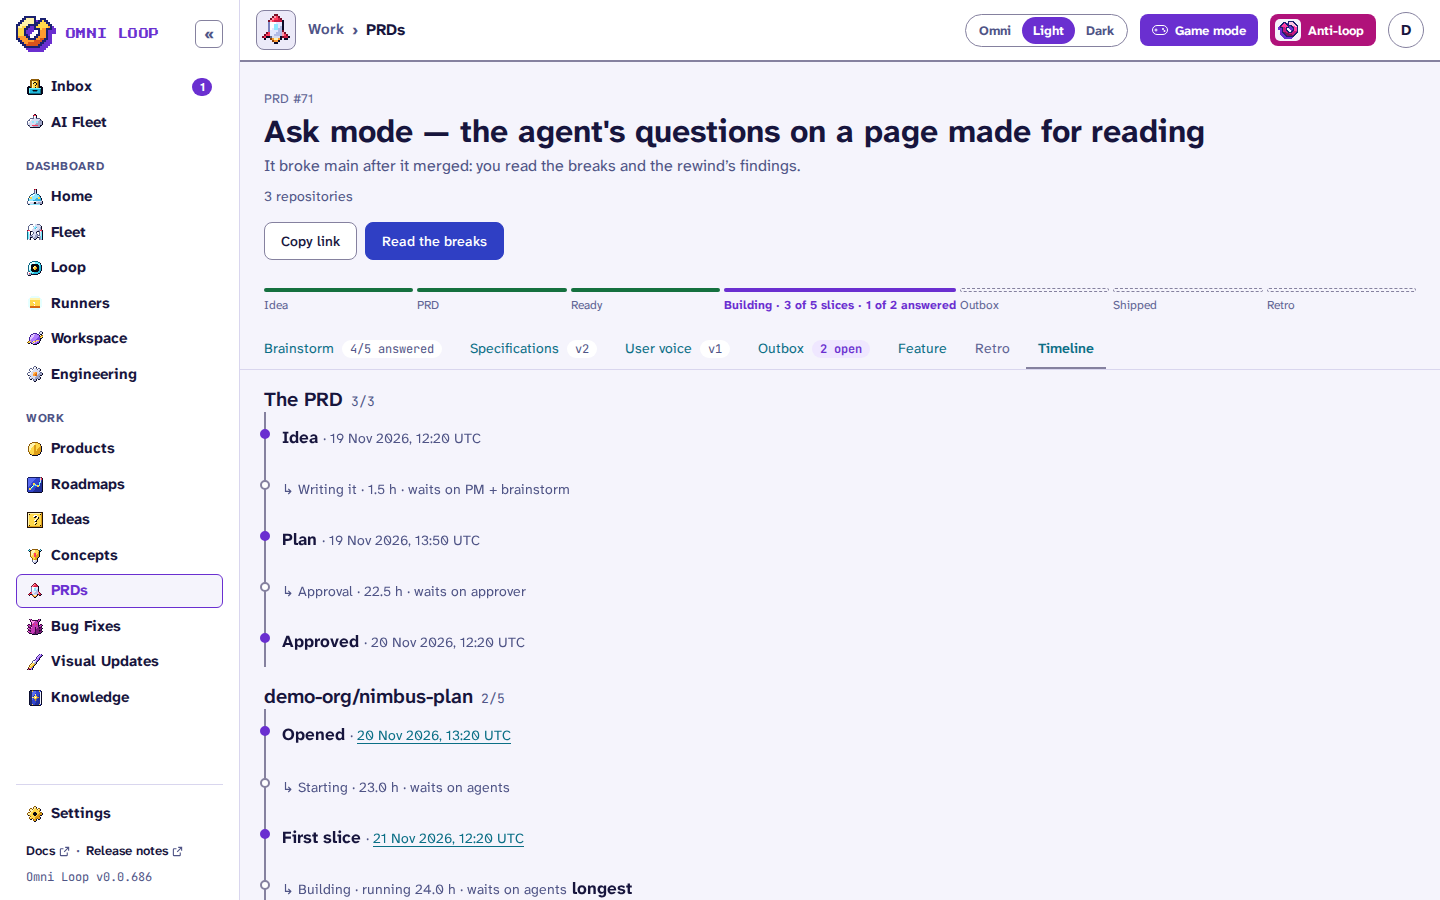 OMNI LOOP
«
Inbox
1
AI Fleet
DASHBOARD
Home
Fleet
Loop
Runners
Workspace
Engineering
WORK
Products
Roadmaps
Ideas
Concepts
PRDs
Bug Fixes
Visual Updates
Knowledge
Settings
Docs · Release notes
Omni Loop v0.0.686
Work › PRDs
Omni Light Dark
Game mode
Anti-loop
D
PRD #71
Ask mode — the agent's questions on a page made for reading
It broke main after it merged: you read the breaks and the rewind’s findings.
3 repositories
Copy link
Read the breaks
Idea
PRD
Ready
Building · 3 of 5 slices · 1 of 2 answered
Outbox
Shipped
Retro
Brainstorm 4/5 answered
Specifications v2
User voice v1
Outbox 2 open
Feature
Retro
Timeline
The PRD 3/3
Idea · 19 Nov 2026, 12:20 UTC
↳ Writing it · 1.5 h · waits on PM + brainstorm
Plan · 19 Nov 2026, 13:50 UTC
↳ Approval · 22.5 h · waits on approver
Approved · 20 Nov 2026, 12:20 UTC
demo-org/nimbus-plan 2/5
Opened · 20 Nov 2026, 13:20 UTC
↳ Starting · 23.0 h · waits on agents
First slice · 21 Nov 2026, 12:20 UTC
↳ Building · running 24.0 h · waits on agents longest